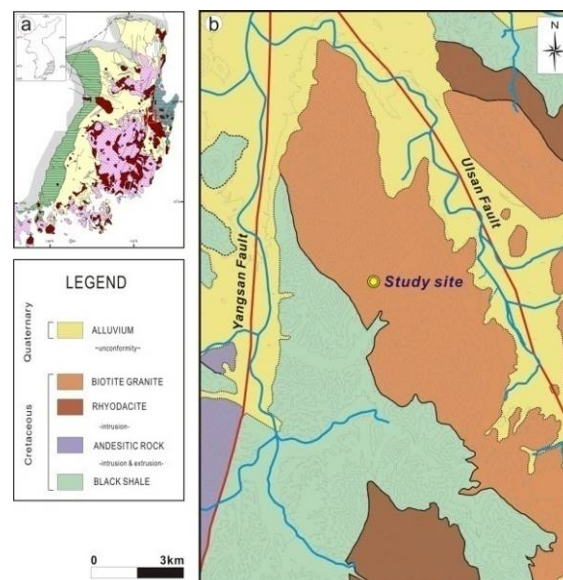 a
b
N
Yangsan Fault
Ulsan Fault
Study site
LEGEND
Quaternary
ALLUVIUM
~unconformity~
Cretaceous
BIOTITE GRANITE
RHYODACITE
-intrusion-
ANDESITIC ROCK
-intrusion & extrusion-
BLACK SHALE
0 3km